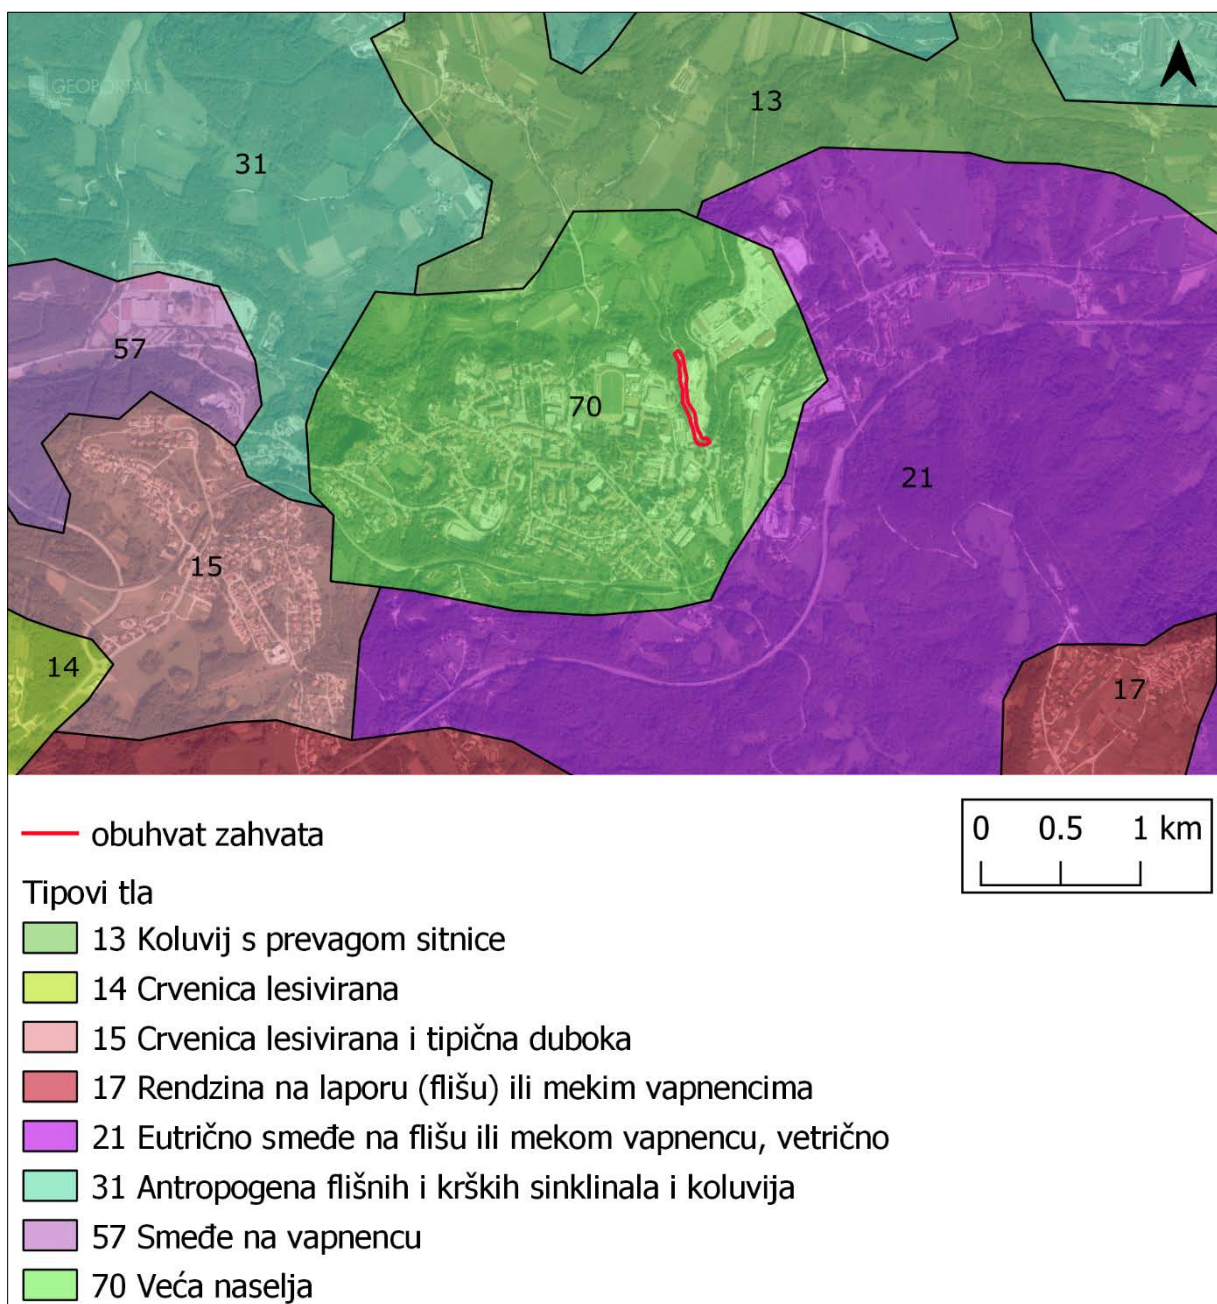 GEOPORTAL
13
31
57
70
21
15
14
17
obuhvat zahvata
0 0.5 1 km
Tipovi tla
13 Koluvij s prevagom sitnice
14 Crvenica lesivirana
15 Crvenica lesivirana i tipična duboka
17 Rendzina na laporu (flišu) ili mekim vapnencima
21 Eutrično smeđe na flišu ili mekom vapnencu, vetrično
31 Antropogena flišnih i krških sinklinala i koluvija
57 Smeđe na vapnencu
70 Veća naselja